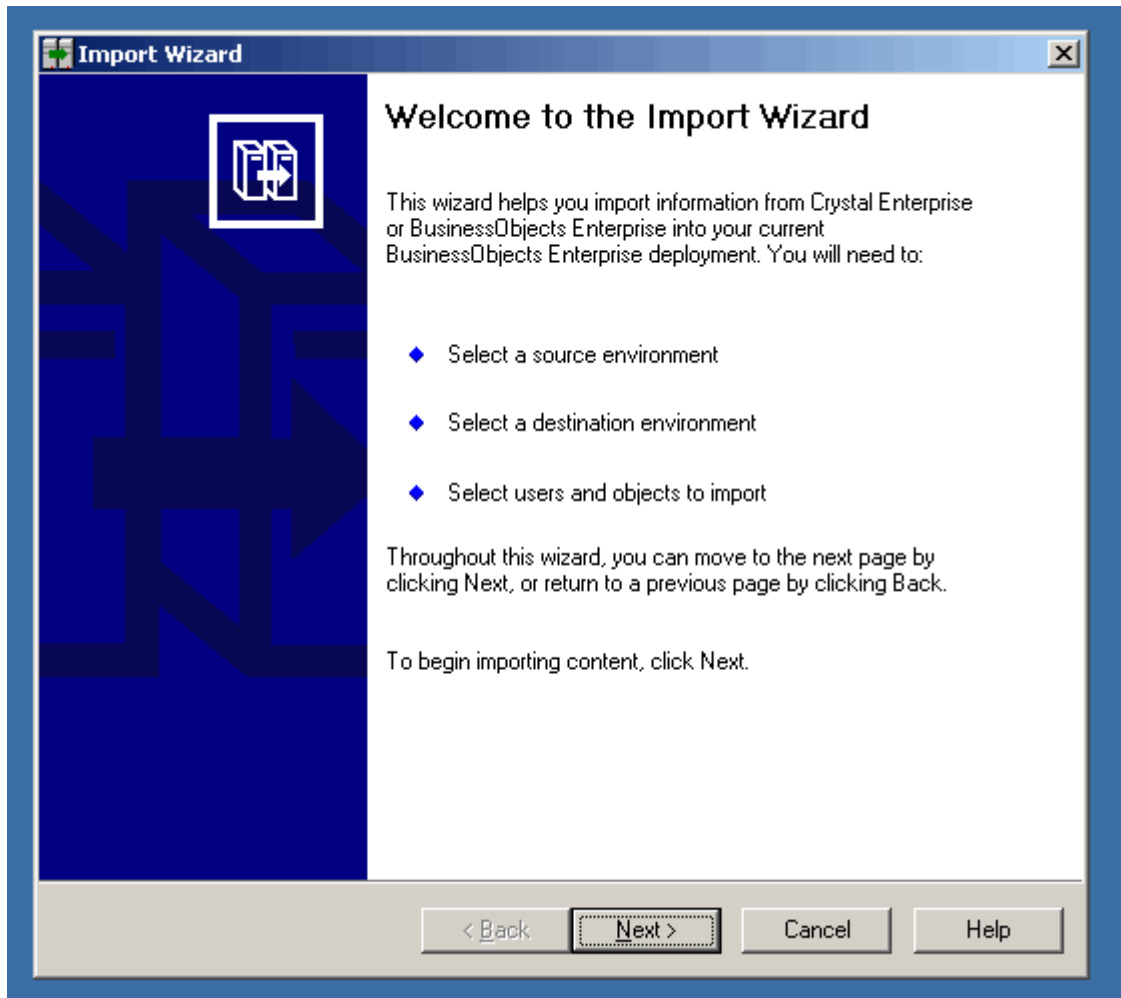 Import Wizard
Welcome to the Import Wizard
This wizard helps you import information from Crystal Enterprise
or BusinessObjects Enterprise into your current
BusinessObjects Enterprise deployment. You will need to:
Select a source environment
Select a destination environment
Select users and objects to import
Throughout this wizard, you can move to the next page by
clicking Next, or return to a previous page by clicking Back.
To begin importing content, click Next.
< Back Next > Cancel Help